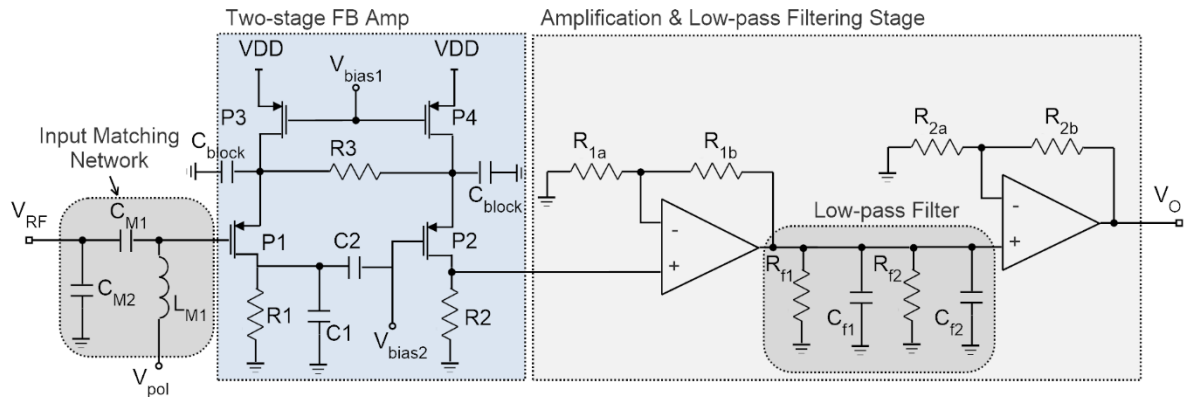 Two-stage FB Amp
Amplification & Low-pass Filtering Stage
VDD
VDD
Vbias1
P3
P4
Input Matching
Network
Cblock
R3
Cblock
R1a
R1b
R2a
R2b
VRF
CM1
P1
C2
P2
CM2
LM1
R1
C1
Vbias2
R2
Vpol
-
+
Low-pass Filter
Rf1
Cf1
Rf2
Cf2
-
+
VO